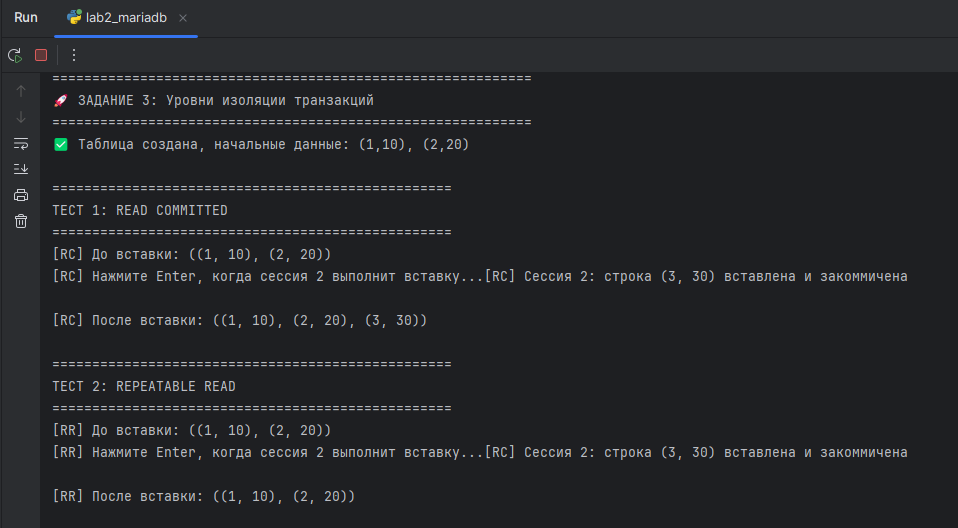 Run lab2_mariadb
============================================================
🚀 ЗАДАНИЕ 3: Уровни изоляции транзакций
============================================================
✅ Таблица создана, начальные данные: (1,10), (2,20)
==================================================
ТЕСТ 1: READ COMMITTED
==================================================
[RC] До вставки: ((1, 10), (2, 20))
[RC] Нажмите Enter, когда сессия 2 выполнит вставку...[RC] Сессия 2: строка (3, 30) вставлена и закоммичена
[RC] После вставки: ((1, 10), (2, 20), (3, 30))
==================================================
ТЕСТ 2: REPEATABLE READ
==================================================
[RR] До вставки: ((1, 10), (2, 20))
[RR] Нажмите Enter, когда сессия 2 выполнит вставку...[RC] Сессия 2: строка (3, 30) вставлена и закоммичена
[RR] После вставки: ((1, 10), (2, 20))